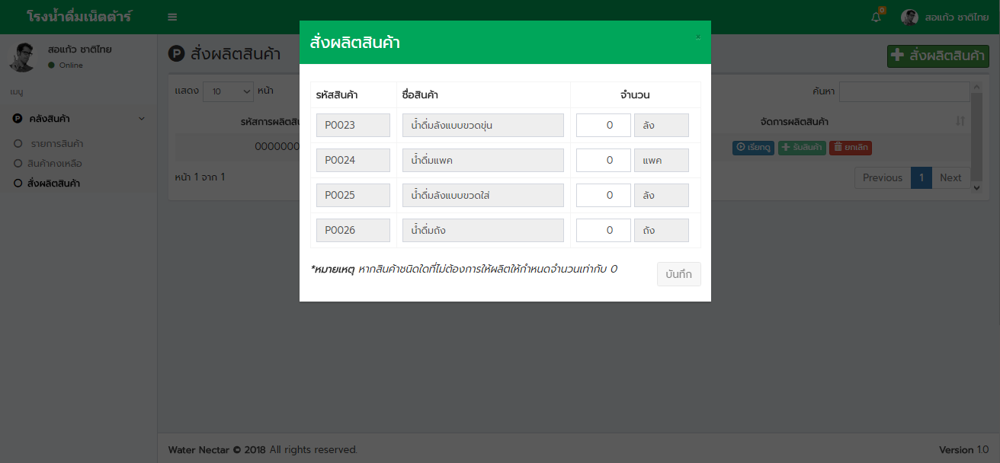 โรงน้ำดื่มเน็ดต้าร์
0
สอแก้ว ชาติไทย
สอแก้ว ชาติไทย
Online
เมนู
คลังสินค้า
รายการสินค้า
สินค้าคงเหลือ
สั่งผลิตสินค้า
P สั่งผลิตสินค้า
สั่งผลิตสินค้า
แสดง 10 หน้า
ค้นหา
รหัสการผลิตสิน
จัดการผลิตสินค้า
0000000
เรียกดู
รับสินค้า
ยกเลิก
หน้า 1 จาก 1
Previous 1 Next
สั่งผลิตสินค้า
×
รหัสสินค้า ชื่อสินค้า จำนวน
P0023 น้ำดื่มลังแบบขวดขุ่น 0 ลัง
P0024 น้ำดื่มแพค 0 แพค
P0025 น้ำดื่มลังแบบขวดใส่ 0 ลัง
P0026 น้ำดื่มถัง 0 ถัง
*หมายเหตุ หากสินค้าชนิดใดที่ไม่ต้องการให้ผลิตให้กำหนดจำนวนเท่ากับ 0
บันทึก
Water Nectar © 2018 All rights reserved.
Version 1.0